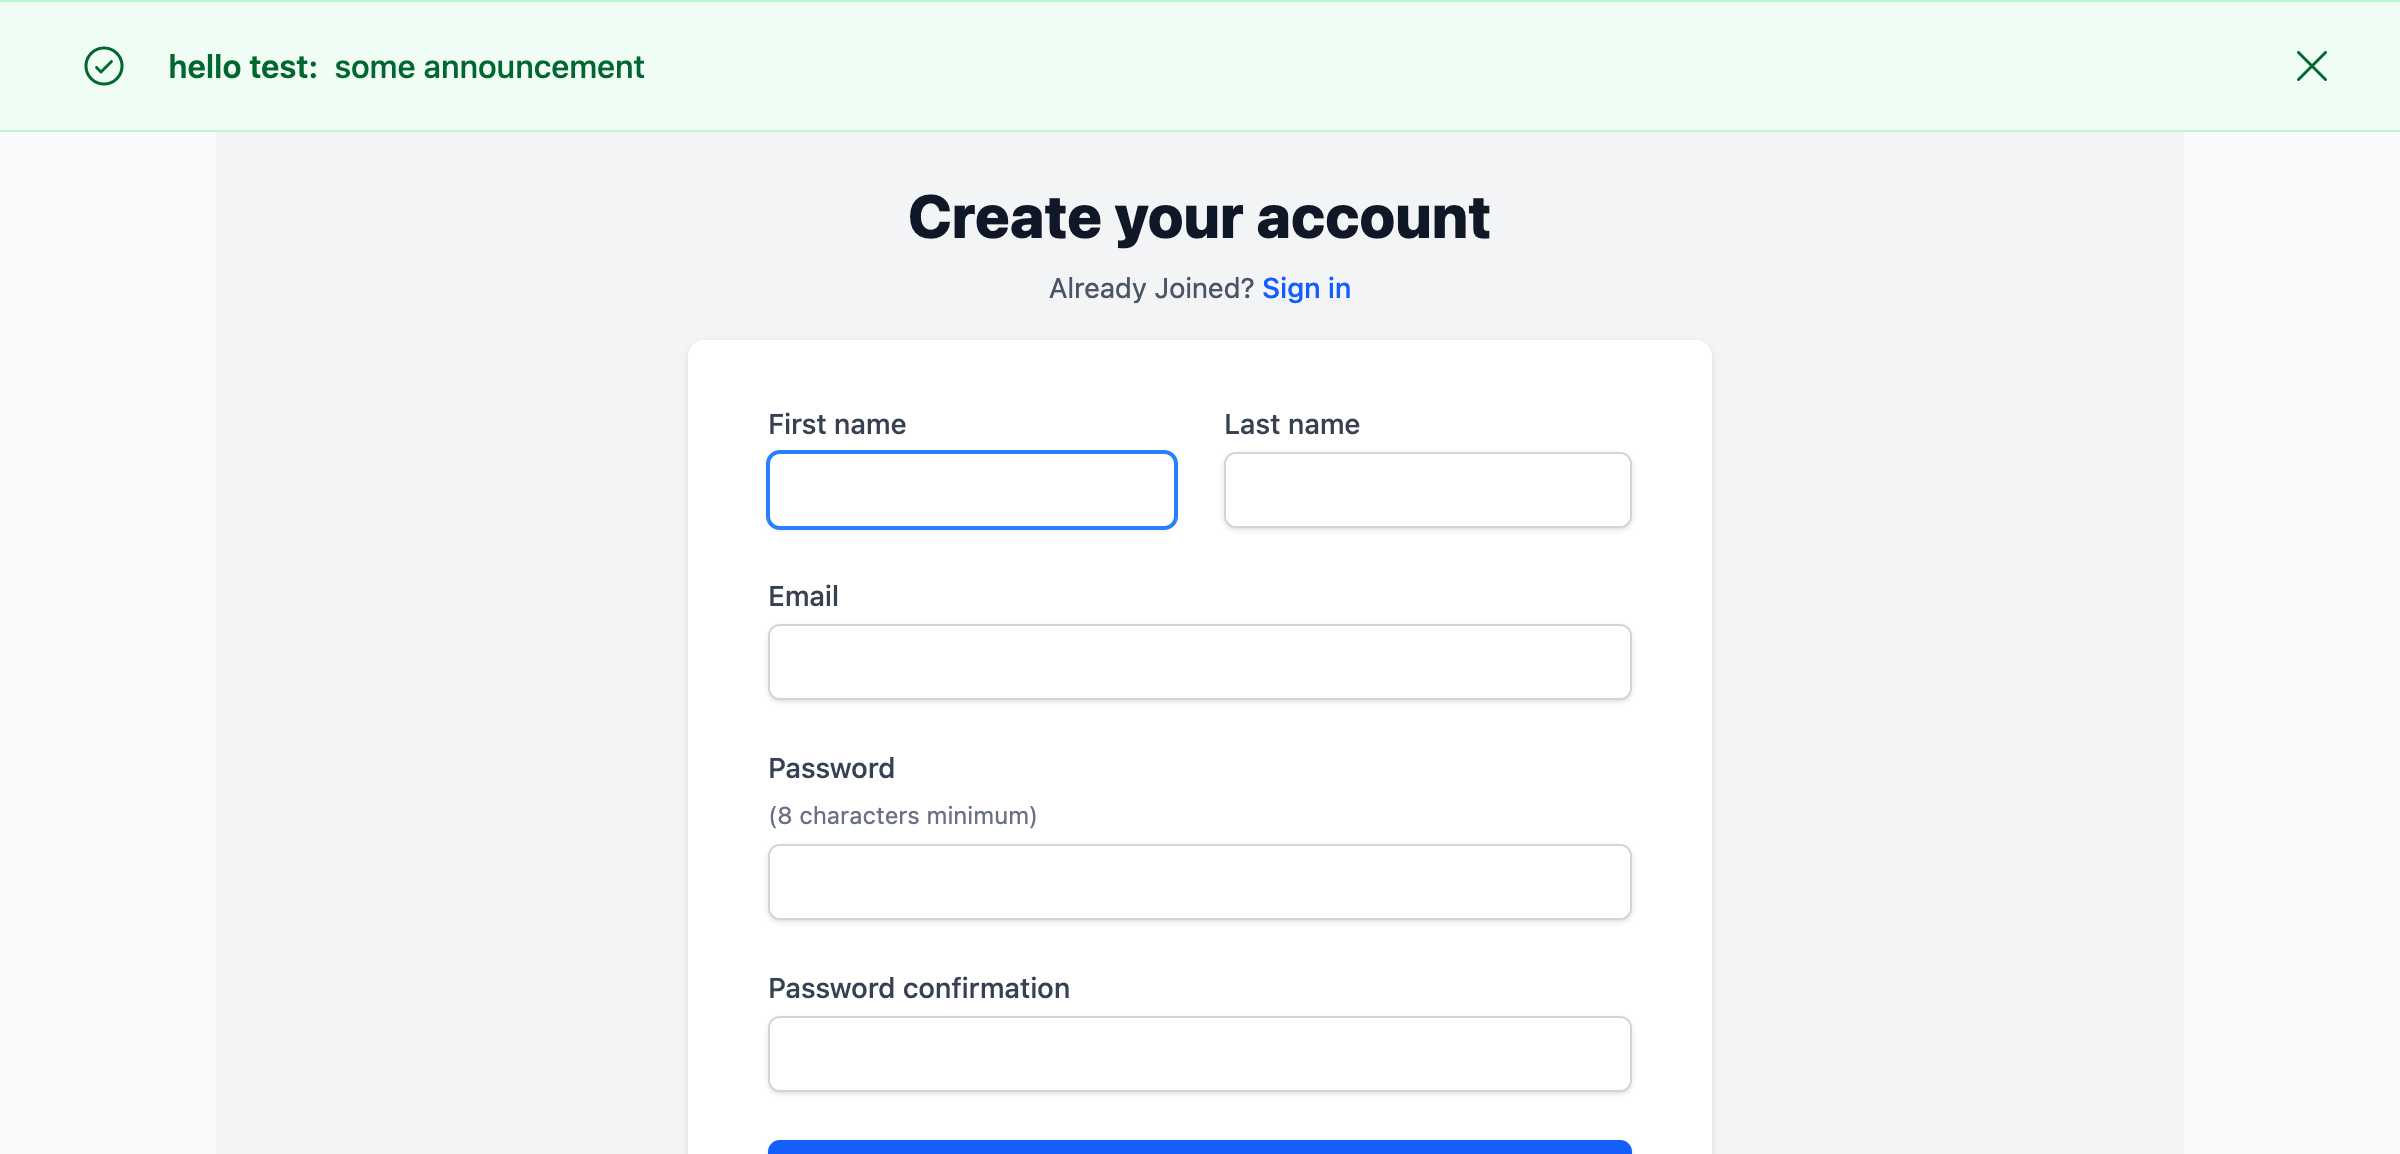 hello test: some announcement
Create your account
Already Joined? Sign in
First name
Last name
Email
Password
(8 characters minimum)
Password confirmation